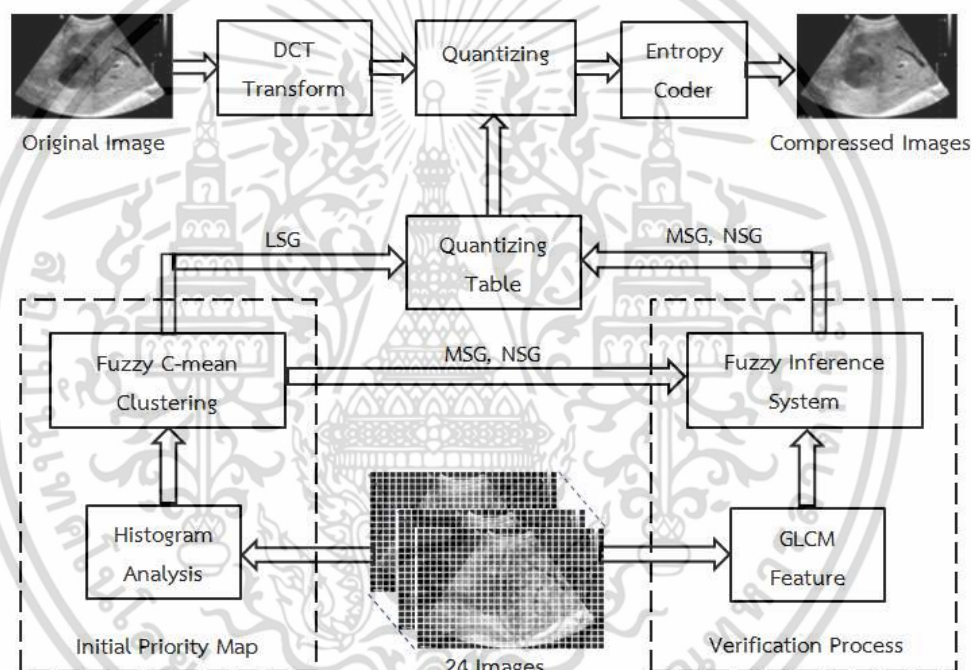 DCT
Transform
Quantizing
Entropy
Coder
Original Image
Compressed Images
LSG
Quantizing
Table
MSG, NSG
Fuzzy C-mean
Clustering
MSG, NSG
Fuzzy Inference
System
Histogram
Analysis
GLCM
Feature
Initial Priority Map
24 Images
Verification Process